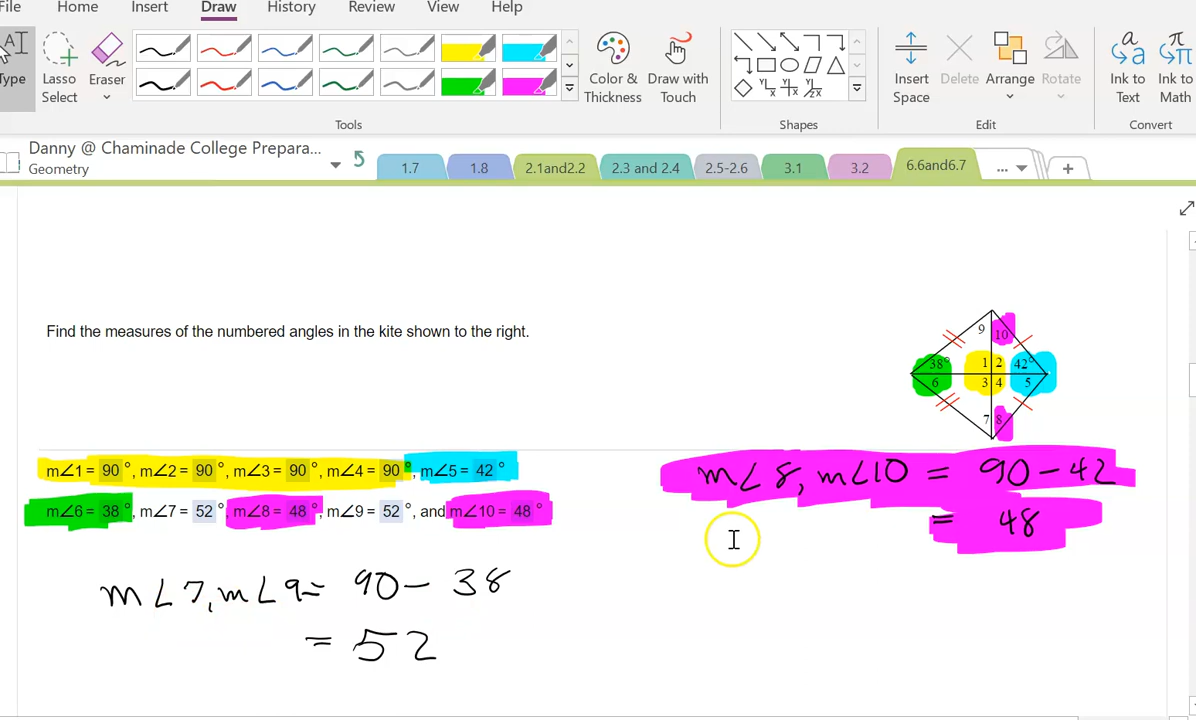 File Home Insert Draw History Review View Help
Type
Lasso Select
Eraser
Color & Thickness
Draw with Touch
Insert Space
Delete
Arrange
Rotate
Ink to Text
Ink to Math
Tools
Shapes
Edit
Convert
Danny @ Chaminade College Prepara...
Geometry
1.7 1.8 2.1and2.2 2.3 and 2.4 2.5-2.6 3.1 3.2 6.6and6.7 ... +
Find the measures of the numbered angles in the kite shown to the right.
9 10
38° 1 2 42°
6 3 4 5
7 8
m∠1 = 90 °, m∠2 = 90 °, m∠3 = 90 °, m∠4 = 90 °, m∠5 = 42 °
m∠6 = 38 °, m∠7 = 52 °, m∠8 = 48 °, m∠9 = 52 °, and m∠10 = 48 °
m∠8, m∠10 = 90 − 42
= 48
m∠7, m∠9 = 90 − 38
= 52